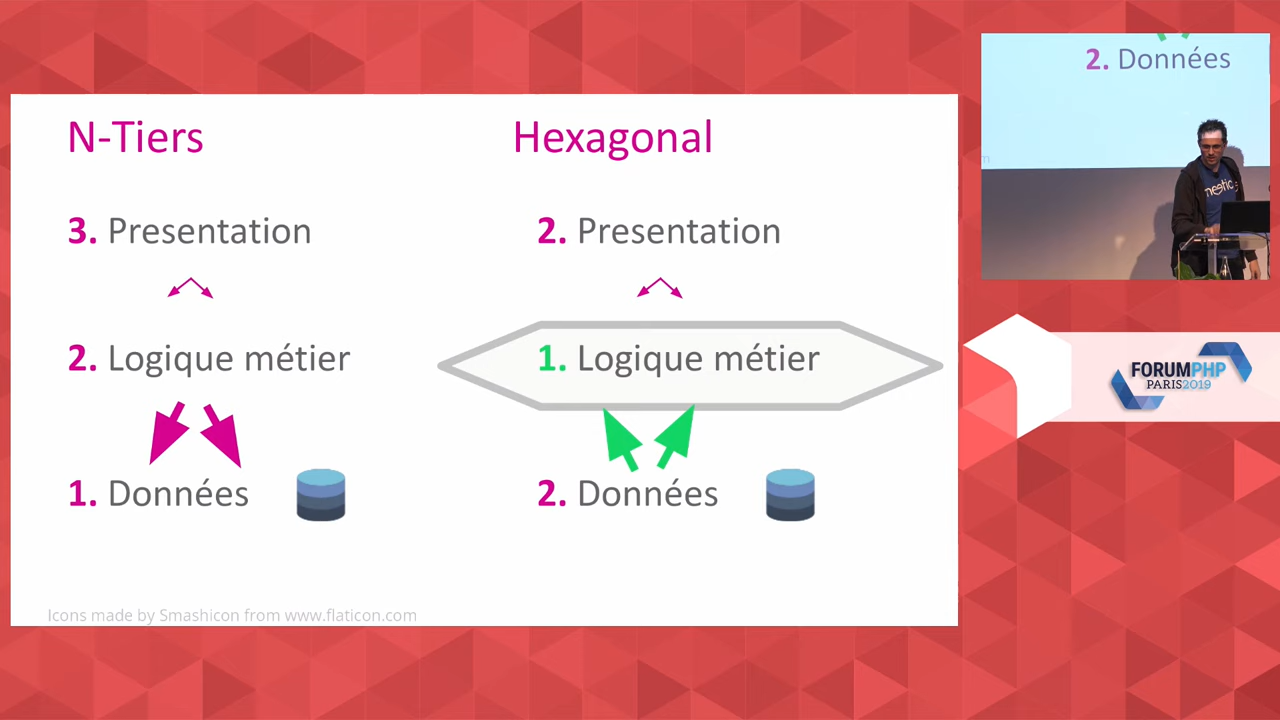 N-Tiers
3. Presentation
2. Logique métier
1. Données
Hexagonal
2. Presentation
1. Logique métier
2. Données
Icons made by Smashicon from www.flaticon.com
2. Données
meetic
FORUMPHP
PARIS2019